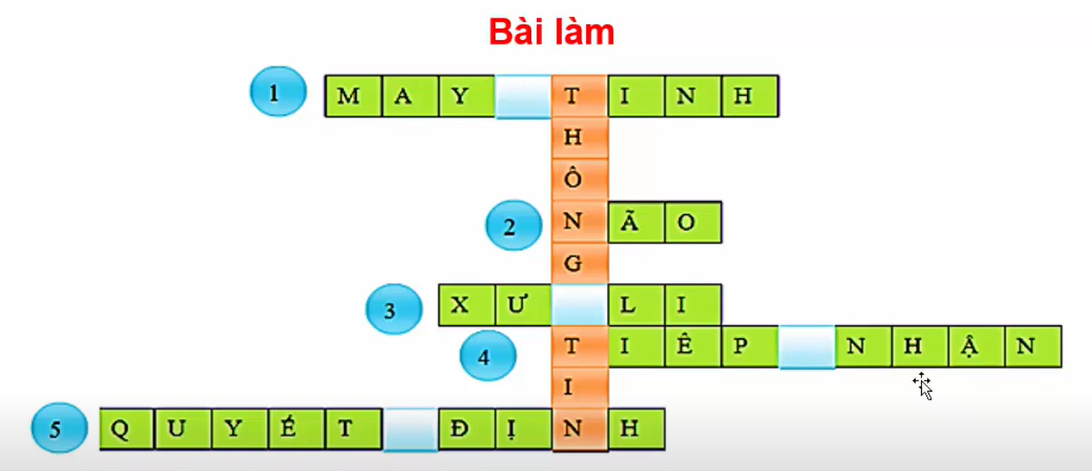 Bài làm
1 M A Y T I N H
H
Ô
2 N Ã O
G
3 X Ư L I
4 T I Ê P N H Ậ N
I
5 Q U Y É T Đ Ị N H